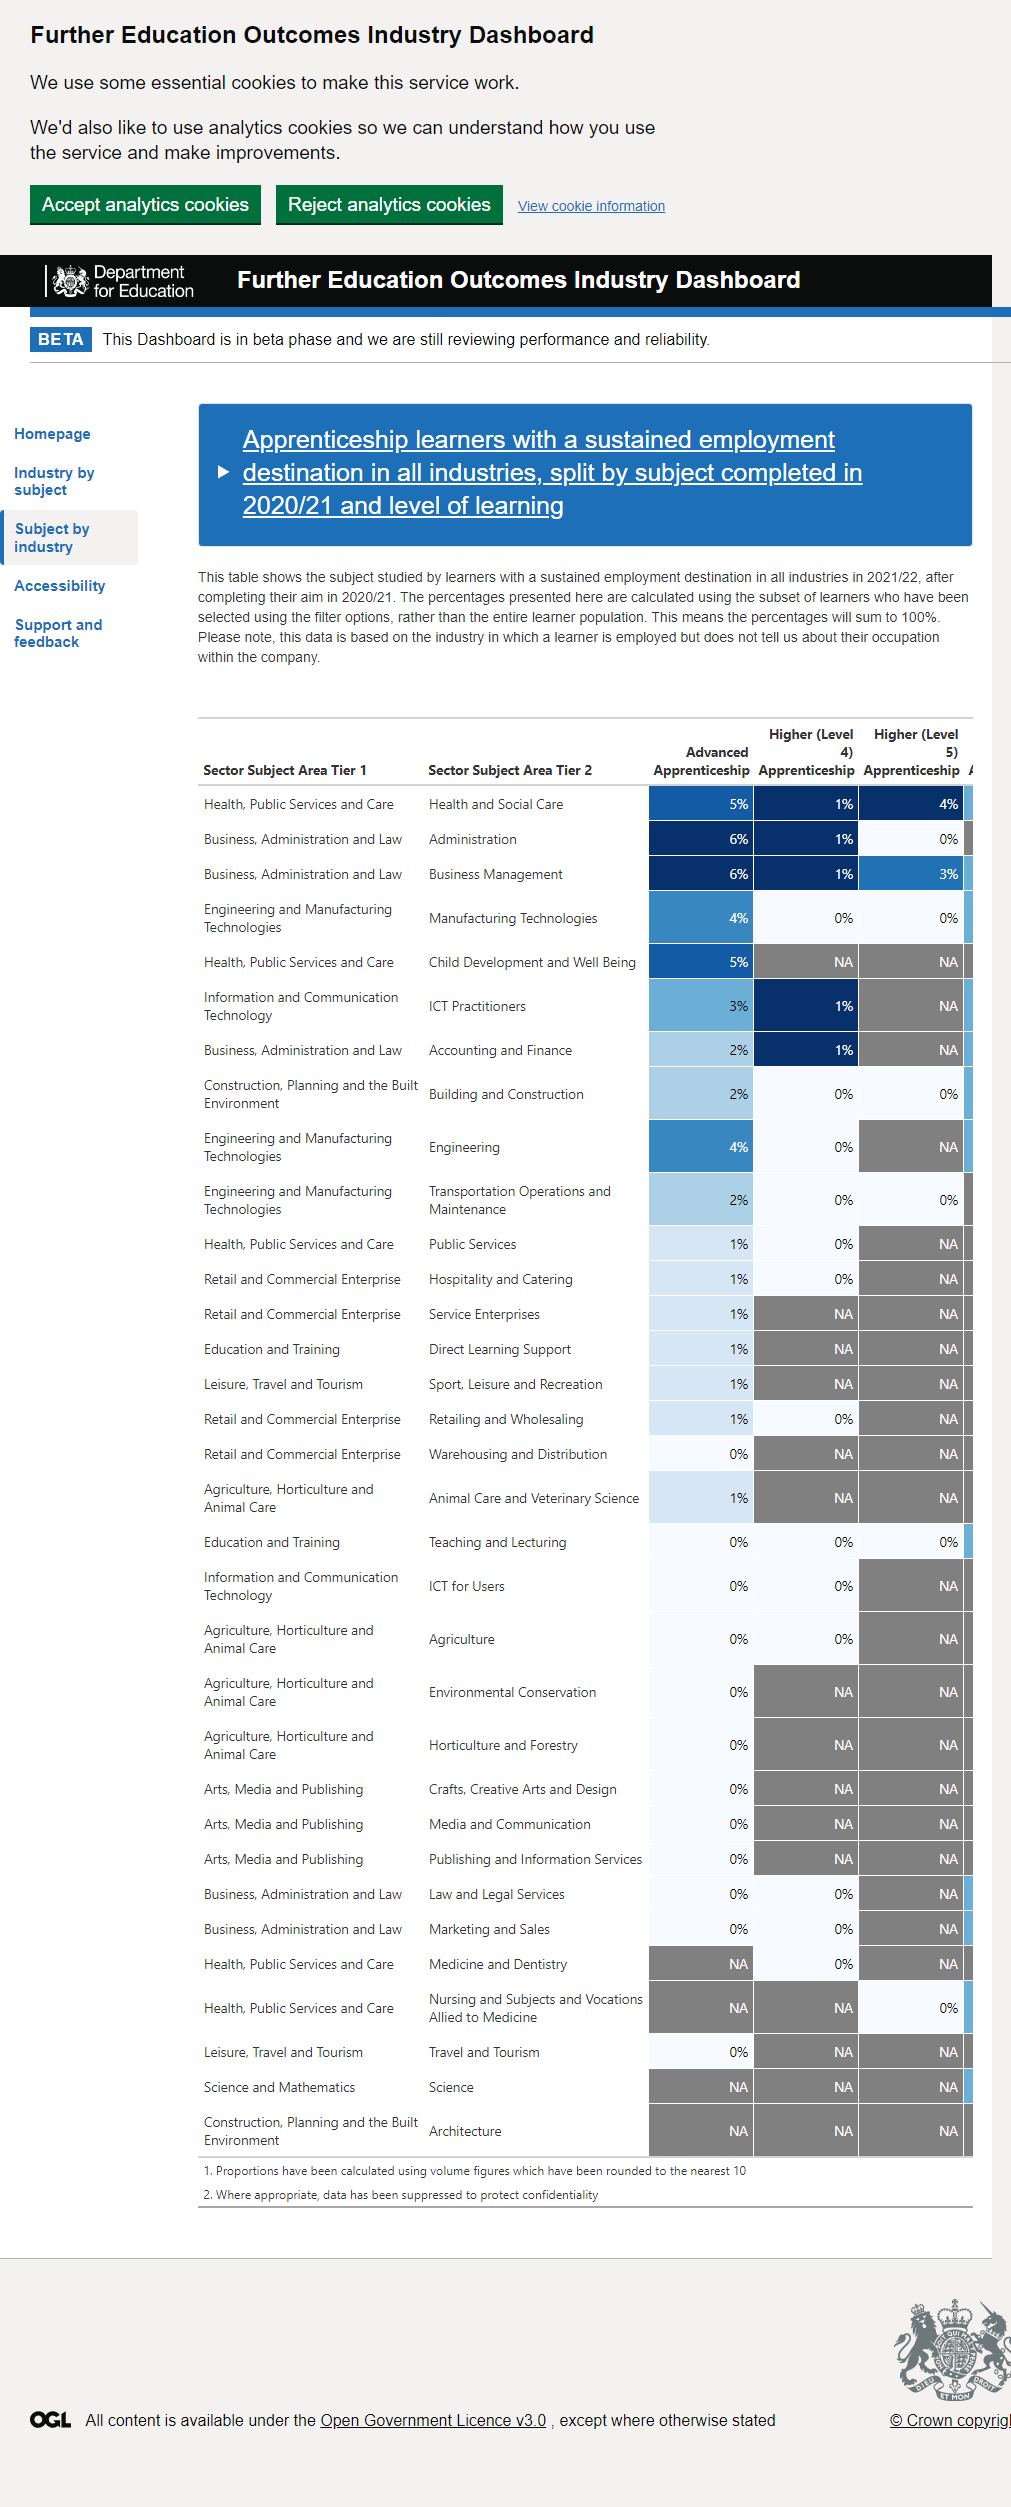 Further Education Outcomes Industry Dashboard
We use some essential cookies to make this service work.
We'd also like to use analytics cookies so we can understand how you use
the service and make improvements.
Accept analytics cookies Reject analytics cookies View cookie information
Department
for Education
Further Education Outcomes Industry Dashboard
BETA This Dashboard is in beta phase and we are still reviewing performance and reliability.
Homepage
Industry by
subject
Subject by
industry
Accessibility
Support and
feedback
Apprenticeship learners with a sustained employment
destination in all industries, split by subject completed in
2020/21 and level of learning
This table shows the subject studied by learners with a sustained employment destination in all industries in 2021/22, after
completing their aim in 2020/21. The percentages presented here are calculated using the subset of learners who have been
selected using the filter options, rather than the entire learner population. This means the percentages will sum to 100%.
Please note, this data is based on the industry in which a learner is employed but does not tell us about their occupation
within the company.
Sector Subject Area Tier 1 Sector Subject Area Tier 2 Advanced Apprenticeship Higher (Level 4) Apprenticeship Higher (Level 5) Apprenticeship
Health, Public Services and Care Health and Social Care 5% 1% 4%
Business, Administration and Law Administration 6% 1% 0%
Business, Administration and Law Business Management 6% 1% 3%
Engineering and Manufacturing
Technologies Manufacturing Technologies 4% 0% 0%
Health, Public Services and Care Child Development and Well Being 5% NA NA
Information and Communication
Technology ICT Practitioners 3% 1% NA
Business, Administration and Law Accounting and Finance 2% 1% NA
Construction, Planning and the Built
Environment Building and Construction 2% 0% 0%
Engineering and Manufacturing
Technologies Engineering 4% 0% NA
Engineering and Manufacturing
Technologies Transportation Operations and
Maintenance 2% 0% 0%
Health, Public Services and Care Public Services 1% 0% NA
Retail and Commercial Enterprise Hospitality and Catering 1% 0% NA
Retail and Commercial Enterprise Service Enterprises 1% NA NA
Education and Training Direct Learning Support 1% NA NA
Leisure, Travel and Tourism Sport, Leisure and Recreation 1% NA NA
Retail and Commercial Enterprise Retailing and Wholesaling 1% 0% NA
Retail and Commercial Enterprise Warehousing and Distribution 0% NA NA
Agriculture, Horticulture and
Animal Care Animal Care and Veterinary Science 1% NA NA
Education and Training Teaching and Lecturing 0% 0% 0%
Information and Communication
Technology ICT for Users 0% 0% NA
Agriculture, Horticulture and
Animal Care Agriculture 0% 0% NA
Agriculture, Horticulture and
Animal Care Environmental Conservation 0% NA NA
Agriculture, Horticulture and
Animal Care Horticulture and Forestry 0% NA NA
Arts, Media and Publishing Crafts, Creative Arts and Design 0% NA NA
Arts, Media and Publishing Media and Communication 0% NA NA
Arts, Media and Publishing Publishing and Information Services 0% NA NA
Business, Administration and Law Law and Legal Services 0% 0% NA
Business, Administration and Law Marketing and Sales 0% 0% NA
Health, Public Services and Care Medicine and Dentistry NA 0% NA
Health, Public Services and Care Nursing and Subjects and Vocations
Allied to Medicine NA NA 0%
Leisure, Travel and Tourism Travel and Tourism 0% NA NA
Science and Mathematics Science NA NA NA
Construction, Planning and the Built
Environment Architecture NA NA NA
1. Proportions have been calculated using volume figures which have been rounded to the nearest 10
2. Where appropriate, data has been suppressed to protect confidentiality
OGL All content is available under the Open Government Licence v3.0 , except where otherwise stated
© Crown